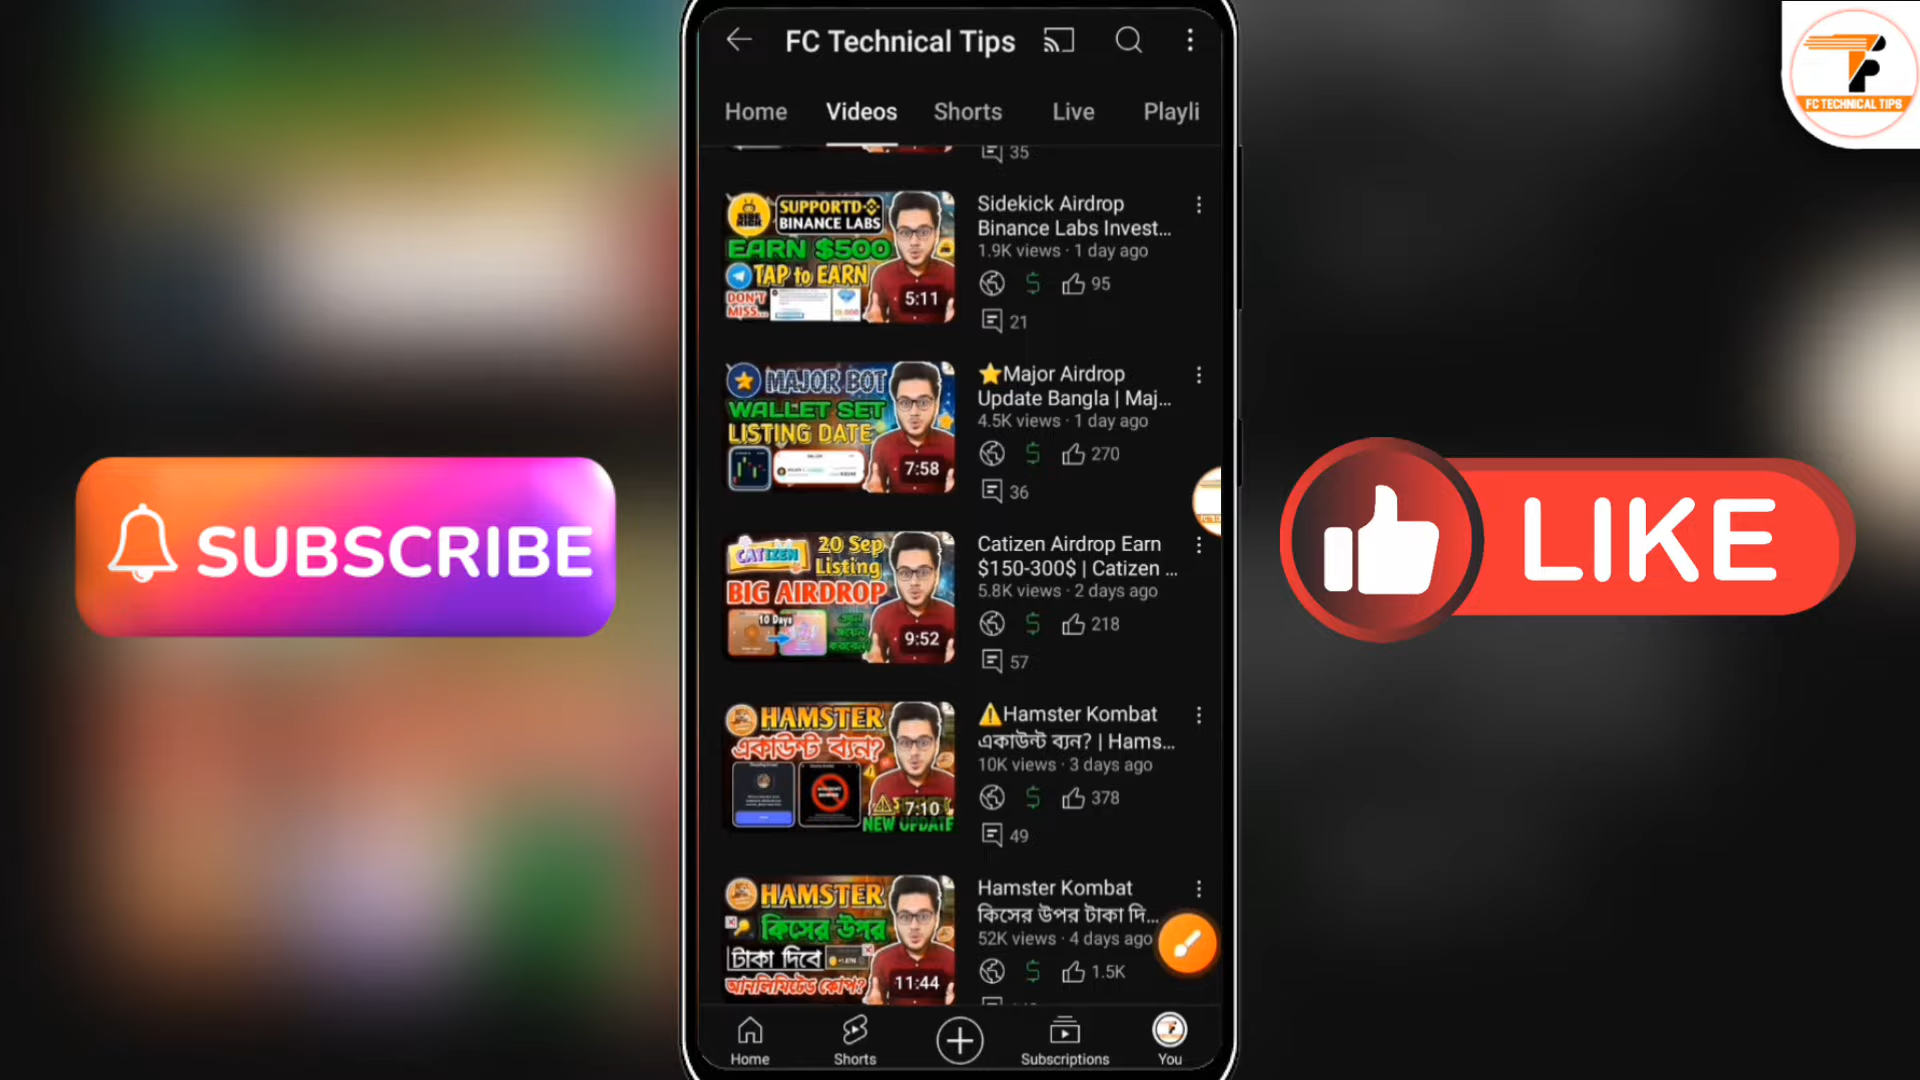 FC Technical Tips
FC TECHNICAL TIPS
Home Videos Shorts Live Playli
35
SUPPORTD
BINANCE LABS
EARN $500
TAP to EARN
DON'T
MISS...
5:11
Sidekick Airdrop
Binance Labs Invest...
1.9K views · 1 day ago
95
21
MAJOR BOT
WALLET SET
LISTING DATE
7:58
⭐Major Airdrop
Update Bangla | Maj...
4.5K views · 1 day ago
270
36
SUBSCRIBE
LIKE
CATIZEN
20 Sep
Listing
BIG AIRDROP
10 Days
9:52
Catizen Airdrop Earn
$150-300$ | Catizen ...
5.8K views · 2 days ago
218
57
HAMSTER
একাউন্ট ব্যন?
7:10
NEW UPDATE
⚠️Hamster Kombat
একাউন্ট ব্যন? | Hams...
10K views · 3 days ago
378
49
HAMSTER
কিসের উপর
টাকা দিবে
আনলিমিটেড কোপ?
11:44
Hamster Kombat
কিসের উপর টাকা দি...
52K views · 4 days ago
1.5K
Home Shorts Subscriptions You